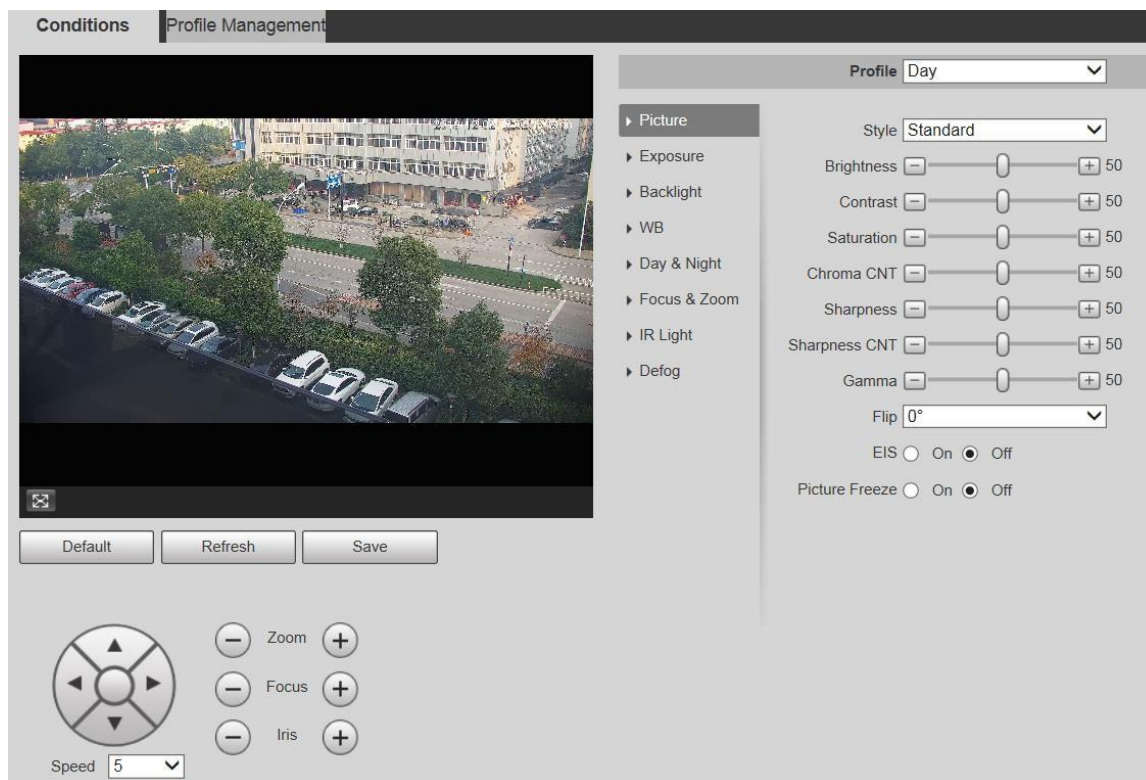 Conditions
Profile Management
Profile Day
Picture
Exposure
Backlight
WB
Day & Night
Focus & Zoom
IR Light
Defog
Style Standard
Brightness 50
Contrast 50
Saturation 50
Chroma CNT 50
Sharpness 50
Sharpness CNT 50
Gamma 50
Flip 0°
EIS On Off
Picture Freeze On Off
Default
Refresh
Save
Zoom
Focus
Iris
Speed 5